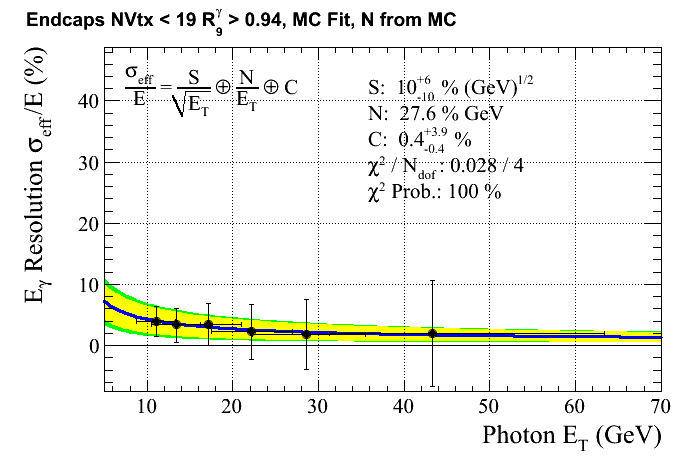 Endcaps NVtx < 19 R₉^γ > 0.94, MC Fit, N from MC
E_γ Resolution σ_eff/E (%)
σ_eff/E = S/√E_T ⊕ N/E_T ⊕ C
S: 10^{+6}_{-10} % (GeV)^{1/2}
N: 27.6 % GeV
C: 0.4^{+3.9}_{-0.4} %
χ² / N_dof : 0.028 / 4
χ² Prob.: 100 %
40
30
20
10
0
10 20 30 40 50 60 70
Photon E_T (GeV)